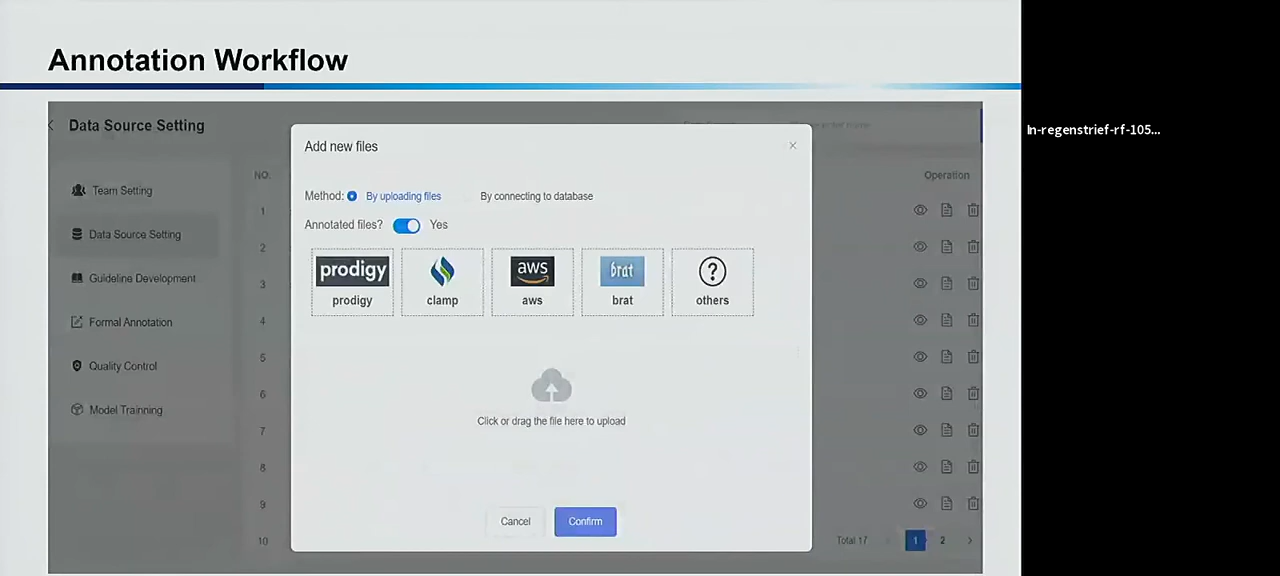 Annotation Workflow
In-regenstrief-rf-105...
Data Source Setting
Team Setting
Data Source Setting
Guideline Development
Formal Annotation
Quality Control
Model Trainning
NO.
1
2
3
4
5
6
7
8
9
10
Add new files
×
Method: By uploading files By connecting to database
Annotated files? Yes
prodigy aws brat
prodigy clamp aws brat others
Click or drag the file here to upload
Cancel Confirm
Operation
Total 17 1 2